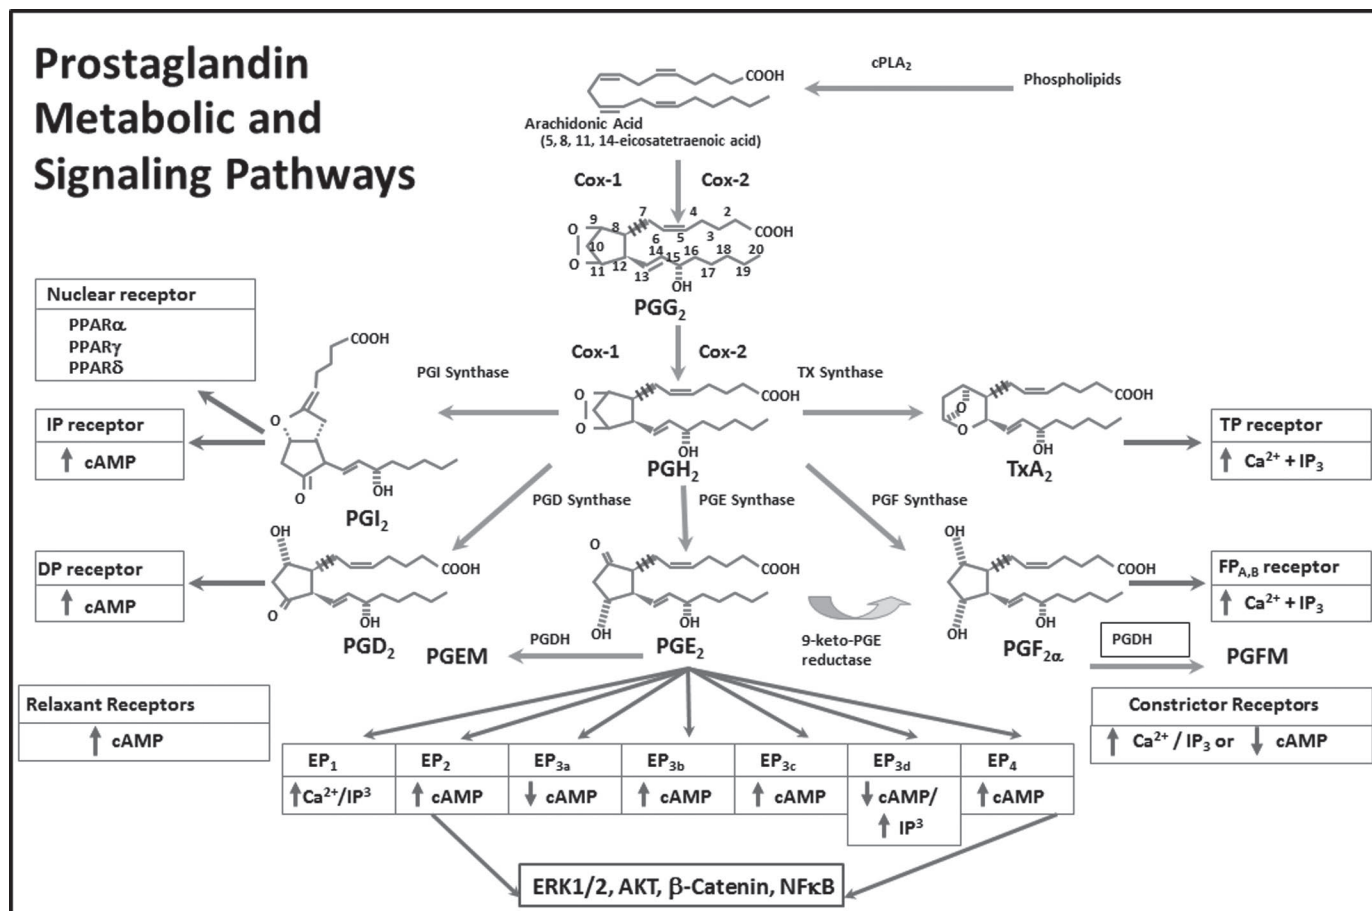 Prostaglandin
Metabolic and
Signaling Pathways
COOH
cPLA2
Phospholipids
Arachidonic Acid
(5, 8, 11, 14-eicosatetraenoic acid)
Cox-1
Cox-2
O
O
9
8
7
6
5
4
3
2
COOH
10
11
12
13
14
15
16
17
18
19
20
OH
PGG2
Cox-1
Cox-2
Nuclear receptor
PPARα
PPARγ
PPARδ
COOH
PGI Synthase
TX Synthase
O
O
COOH
OH
PGH2
O
O
COOH
OH
TxA2
IP receptor
↑ cAMP
O
O
OH
PGI2
TP receptor
↑ Ca2+ + IP3
PGD Synthase
PGE Synthase
PGF Synthase
DP receptor
↑ cAMP
OH
O
COOH
OH
PGD2
O
OH
COOH
OH
PGE2
OH
OH
COOH
OH
PGF2α
FPA,B receptor
↑ Ca2+ + IP3
PGEM
PGDH
9-keto-PGE
reductase
PGDH
PGFM
Relaxant Receptors
↑ cAMP
Constrictor Receptors
↑ Ca2+ / IP3 or ↓ cAMP
EP1
EP2
EP3a
EP3b
EP3c
EP3d
EP4
↑Ca2+/IP3
↑ cAMP
↓ cAMP
↑ cAMP
↑ cAMP
↓ cAMP/
↑ IP3
↑ cAMP
ERK1/2, AKT, β-Catenin, NFκB